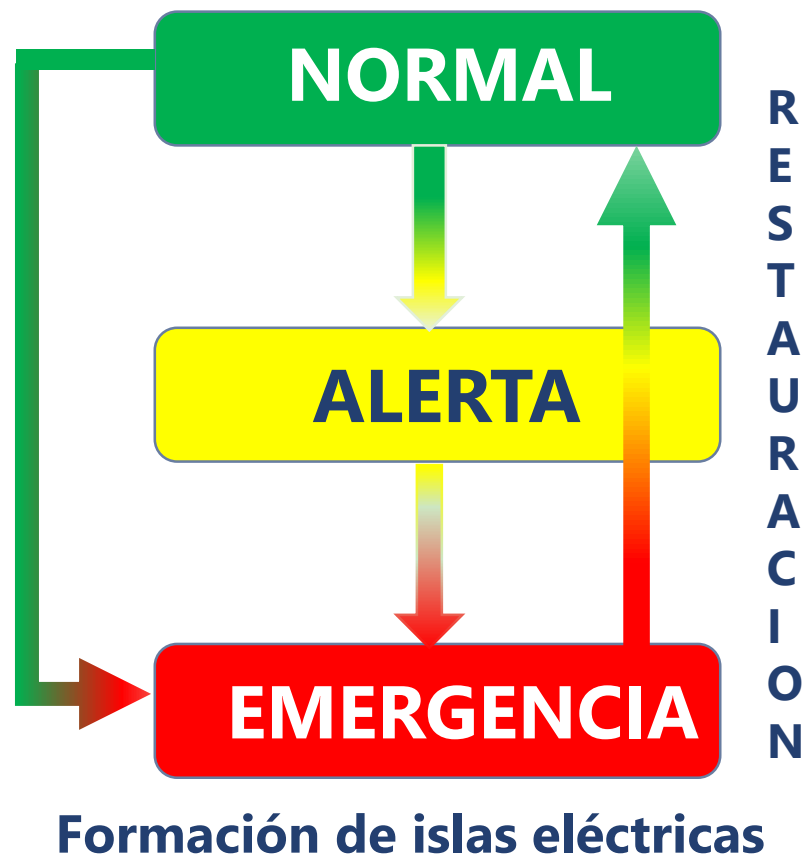 NORMAL
ALERTA
EMERGENCIA
RESTAURACION
Formación de islas eléctricas